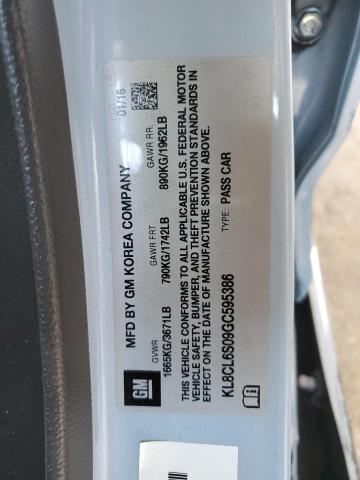 MFD BY GM KOREA COMPANY
01/16
GVWR
GAWR FRT
GAWR RR
1665KG/3671LB
790KG/1742LB
890KG/1962LB
THIS VEHICLE CONFORMS TO ALL APPLICABLE U.S. FEDERAL MOTOR
VEHICLE SAFETY, BUMPER, AND THEFT PREVENTION STANDARDS IN
EFFECT ON THE DATE OF MANUFACTURE SHOWN ABOVE.
KL8CL6S09GC595386
TYPE: PASS CAR
GM